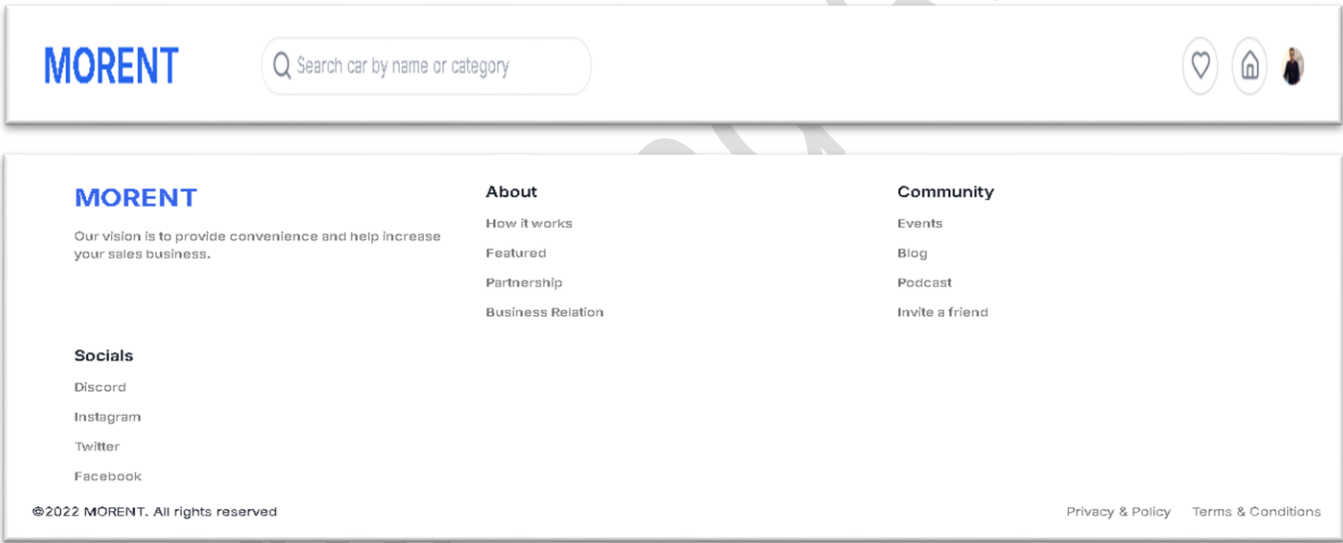 MORENT
Search car by name or category
MORENT
Our vision is to provide convenience and help increase
your sales business.
About
How it works
Featured
Partnership
Business Relation
Community
Events
Blog
Podcast
Invite a friend
Socials
Discord
Instagram
Twitter
Facebook
©2022 MORENT. All rights reserved
Privacy & Policy
Terms & Conditions